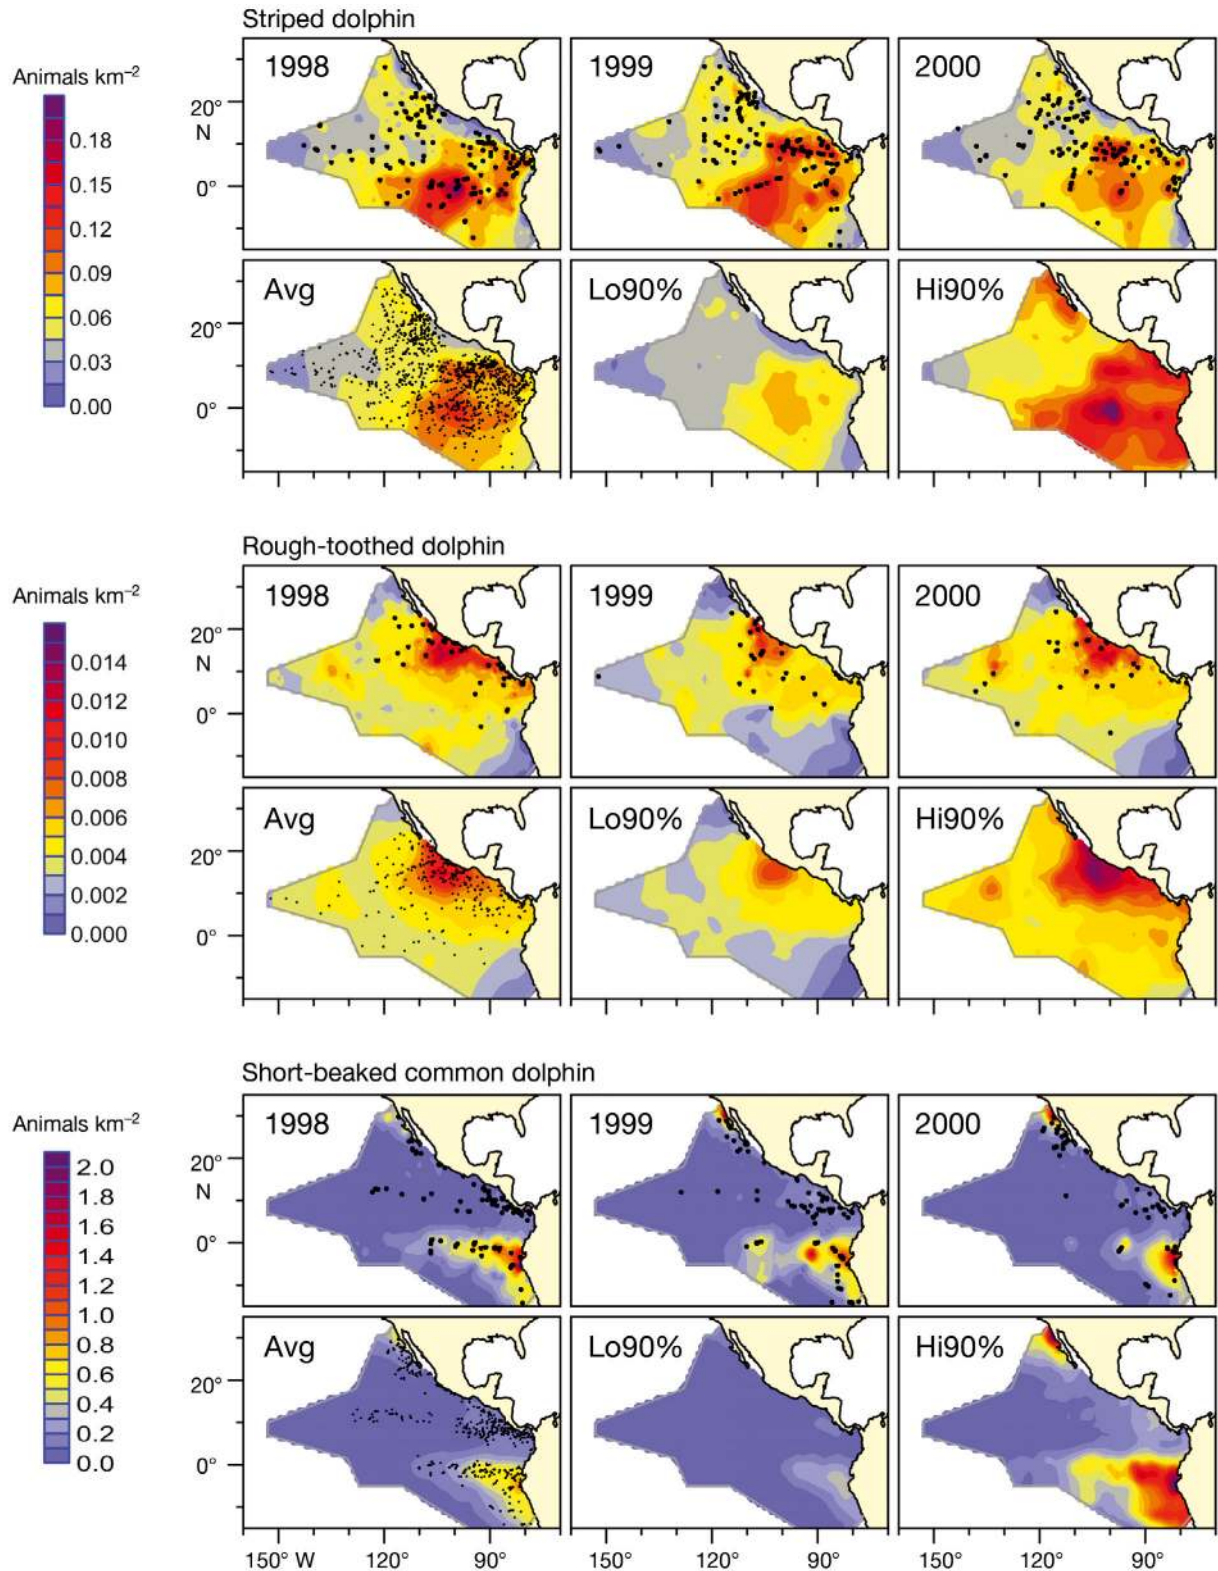 Striped dolphin
Animals km⁻²
0.18
0.15
0.12
0.09
0.06
0.03
0.00
1998
1999
2000
20°
N
0°
Avg
Lo90%
Hi90%
20°
0°
Rough-toothed dolphin
Animals km⁻²
0.014
0.012
0.010
0.008
0.006
0.004
0.002
0.000
1998
1999
2000
20°
N
0°
Avg
Lo90%
Hi90%
20°
0°
Short-beaked common dolphin
Animals km⁻²
2.0
1.8
1.6
1.4
1.2
1.0
0.8
0.6
0.4
0.2
0.0
1998
1999
2000
20°
N
0°
Avg
Lo90%
Hi90%
20°
0°
150° W 120° 90° 150° 120° 90° 150° 120° 90°